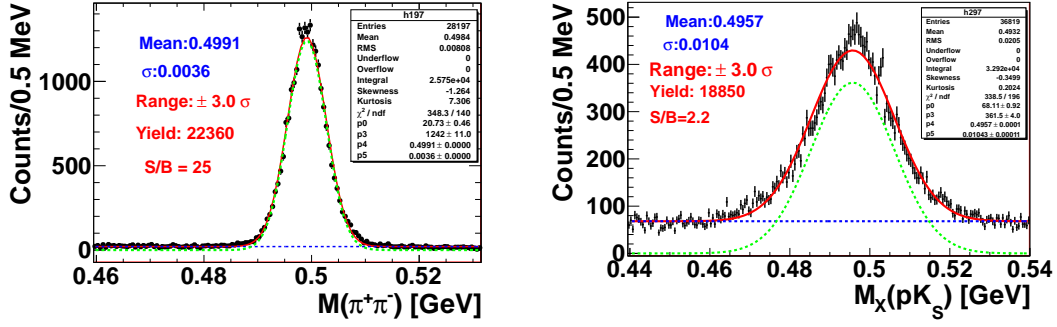 Counts/0.5 MeV
1000
500
0
0.46
0.48
0.5
0.52
M(π⁺π⁻) [GeV]
Mean:0.4991
σ:0.0036
Range: ± 3.0 σ
Yield: 22360
S/B = 25
h197
Entries 28197
Mean 0.4984
RMS 0.00808
Underflow 0
Overflow 0
Integral 2.575e+04
Skewness -1.264
Kurtosis 7.306
χ² / ndf 348.3 / 140
p0 20.73 ± 0.46
p3 1242 ± 11.0
p4 0.4991 ± 0.0000
p5 0.0036 ± 0.0000
Counts/0.5 MeV
500
400
300
200
100
0
0.44
0.46
0.48
0.5
0.52
0.54
M_X(pK_S) [GeV]
Mean:0.4957
σ:0.0104
Range: ± 3.0 σ
Yield: 18850
S/B=2.2
h297
Entries 36819
Mean 0.4932
RMS 0.0205
Underflow 0
Overflow 0
Integral 3.292e+04
Skewness -0.3499
Kurtosis 0.2024
χ² / ndf 338.5 / 196
p0 68.11 ± 0.92
p3 361.5 ± 4.0
p4 0.4957 ± 0.0001
p5 0.01043 ± 0.00011